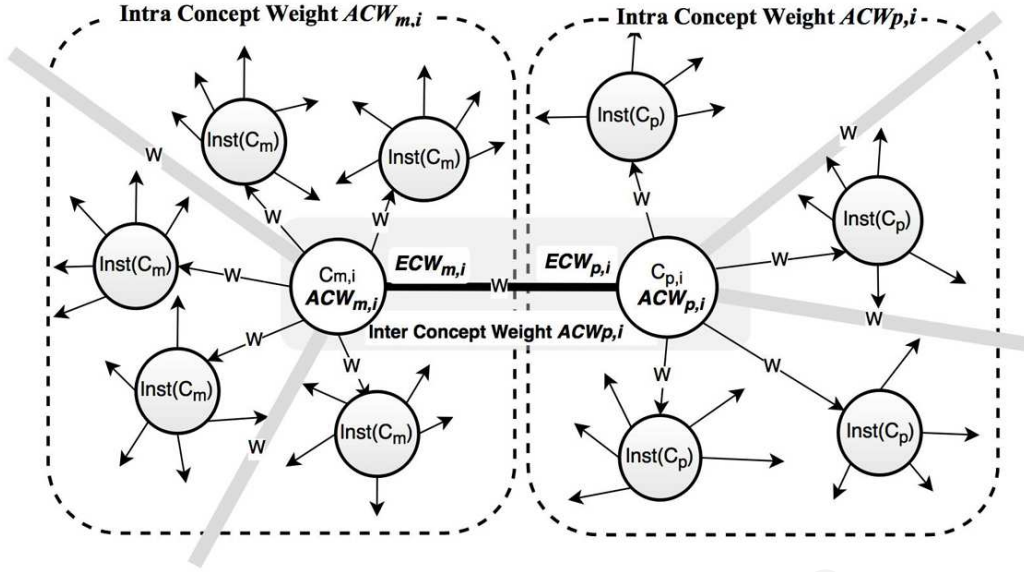 Intra Concept Weight ACWm,i
Intra Concept Weight ACWp,i
Inst(Cm)
Inst(Cm)
Inst(Cp)
W
W
Inst(Cp)
W
W
W
Inst(Cm)
W
W
Cm,i
ACWm,i
ECWm,i
W
ECWp,i
Cp,i
ACWp,i
W
Inter Concept Weight ACWp,i
W
W
W
W
Inst(Cm)
Inst(Cm)
W
Inst(Cp)
Inst(Cp)